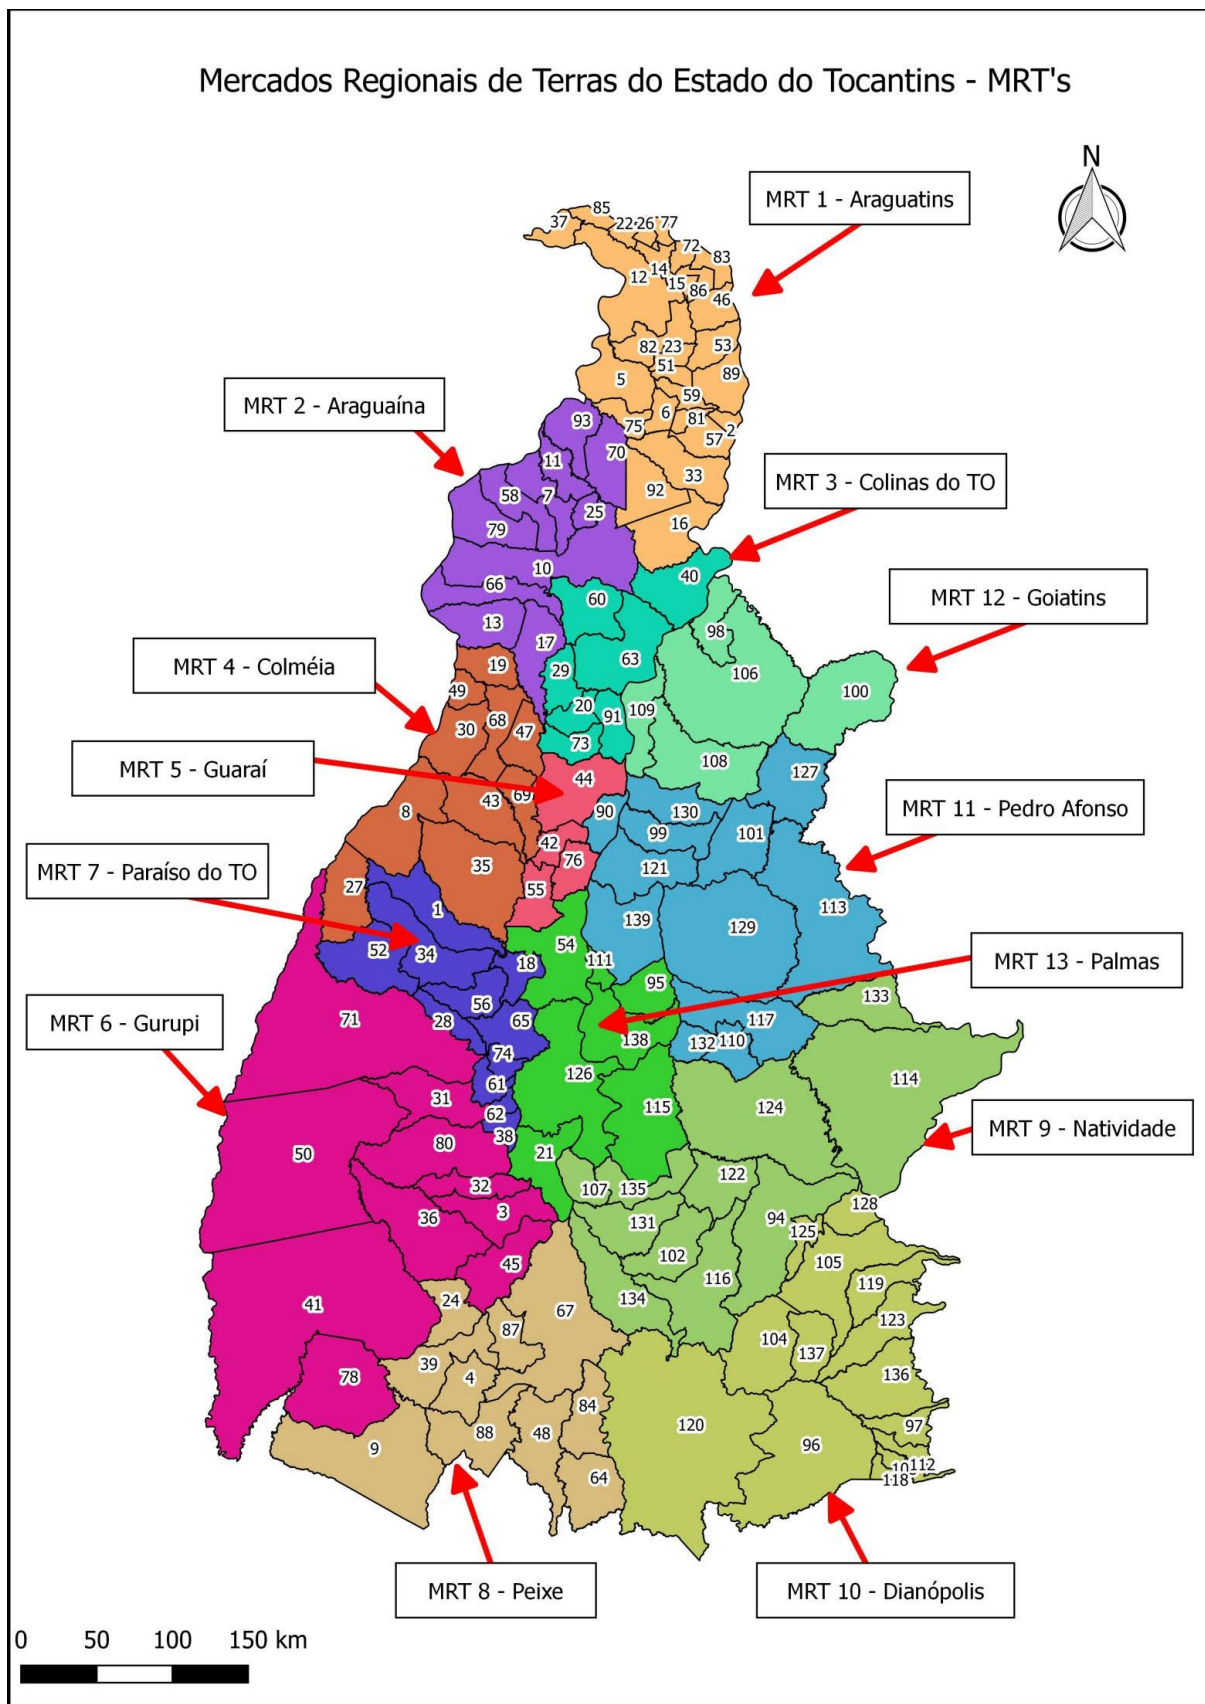 Mercados Regionais de Terras do Estado do Tocantins - MRT's
N
MRT 1 - Araguatins
85
37 22 26 77
72
83
12 14
15 86
46
82 23 53
51
5 89
59
6 81
75 57 2
MRT 2 - Araguaína
93
70
11 33
58 7 92
25
79 16
MRT 3 - Colinas do TO
10 40
66 60
13 98
17
MRT 12 - Goiatins
MRT 4 - Colméia
19 29 63 106 100
49
68 20 91 109
30 47
73
108
MRT 5 - Guaraí
44 127
69
43 90 130
8 99 101
42
MRT 11 - Pedro Afonso
MRT 7 - Paraíso do TO
35 76 121
55
27
1 113
139 129
52 34 54
18 111
MRT 13 - Palmas
95
133
56
MRT 6 - Gurupi
71 28 65 117
138 132 110
74
61 126 114
31 115 124
62
MRT 9 - Natividade
80 38
50 21
32 107 135 122
3 128
36 131 94
125
45 102 105
116
119
41 24 134
67 123
87 104
39 137
78 4 136
84
88 48 120 97
9 96
112
64 118
MRT 8 - Peixe
MRT 10 - Dianópolis
0 50 100 150 km